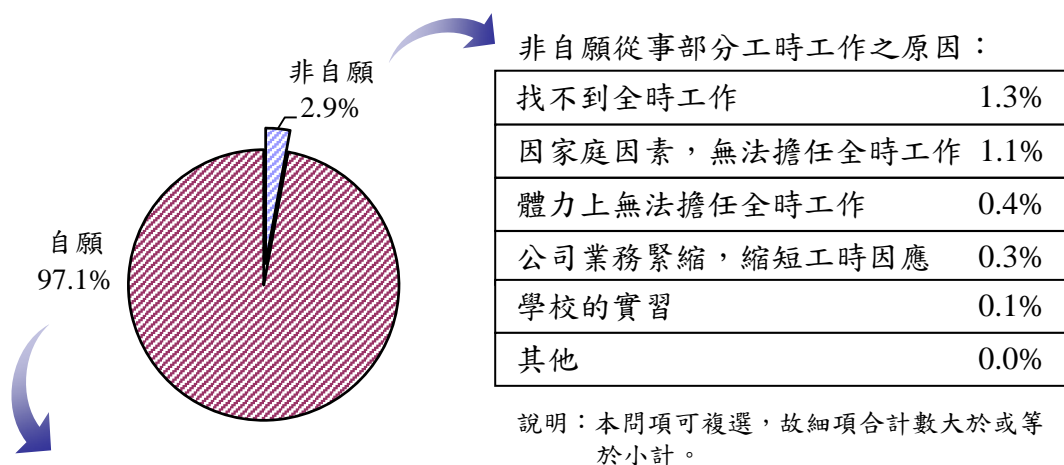 非自願
2.9%
自願
97.1%
非自願從事部分工時工作之原因：
找不到全時工作 1.3%
因家庭因素，無法擔任全時工作 1.1%
體力上無法擔任全時工作 0.4%
公司業務緊縮，縮短工時因應 0.3%
學校的實習 0.1%
其他 0.0%
說明：本問項可複選，故細項合計數大於或等
於小計。